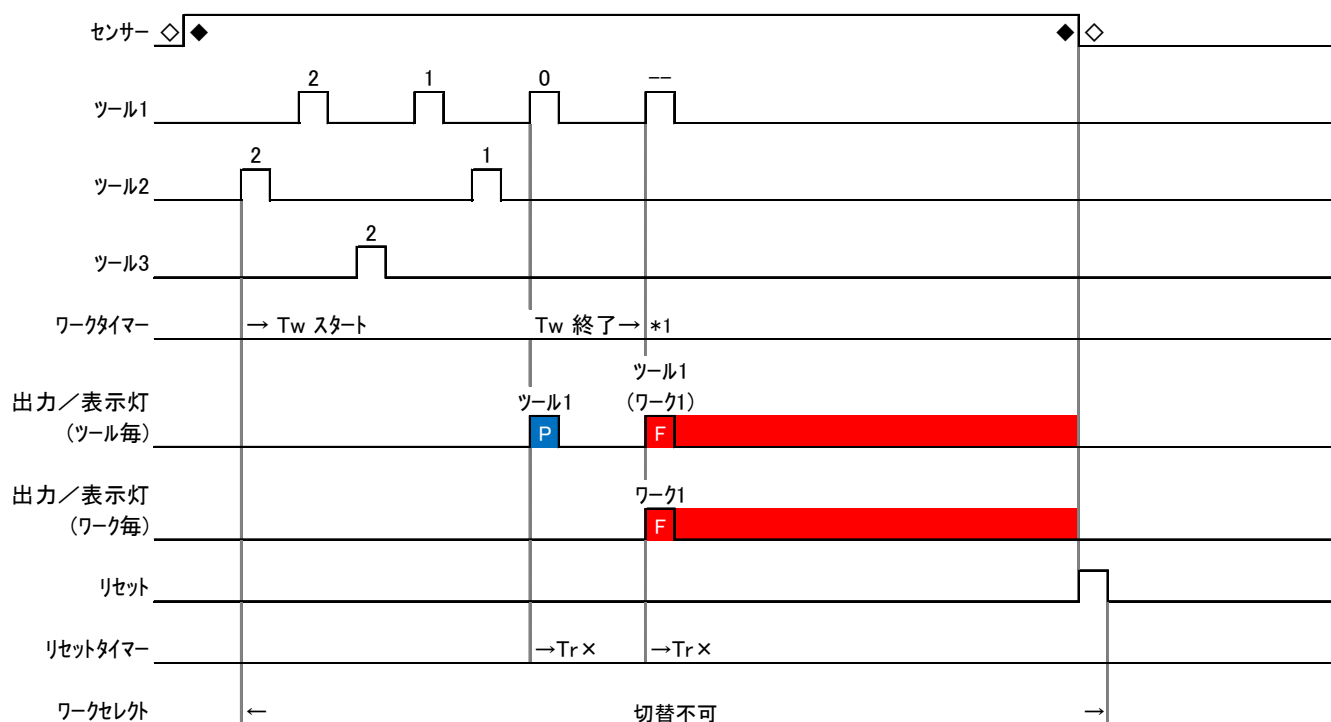 センサー ◇ ◆ ◆ ◇
2 1 0 --
ツール1
2 1
ツール2
2
ツール3
ワークタイマー → Tw スタート Tw 終了→ *1
ツール1
出力／表示灯 ツール1 (ワーク1)
(ツール毎) P F
出力／表示灯 ワーク1
(ワーク毎) F
リセット
リセットタイマー →Tr× →Tr×
ワークセレクト ← 切替不可 →